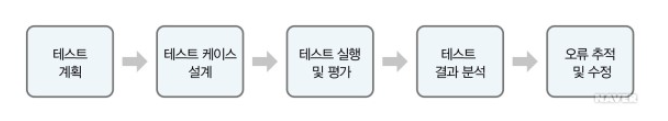 테스트
계획
테스트 케이스
설계
테스트 실행
및 평가
테스트
결과 분석
오류 추적
및 수정
NAVER